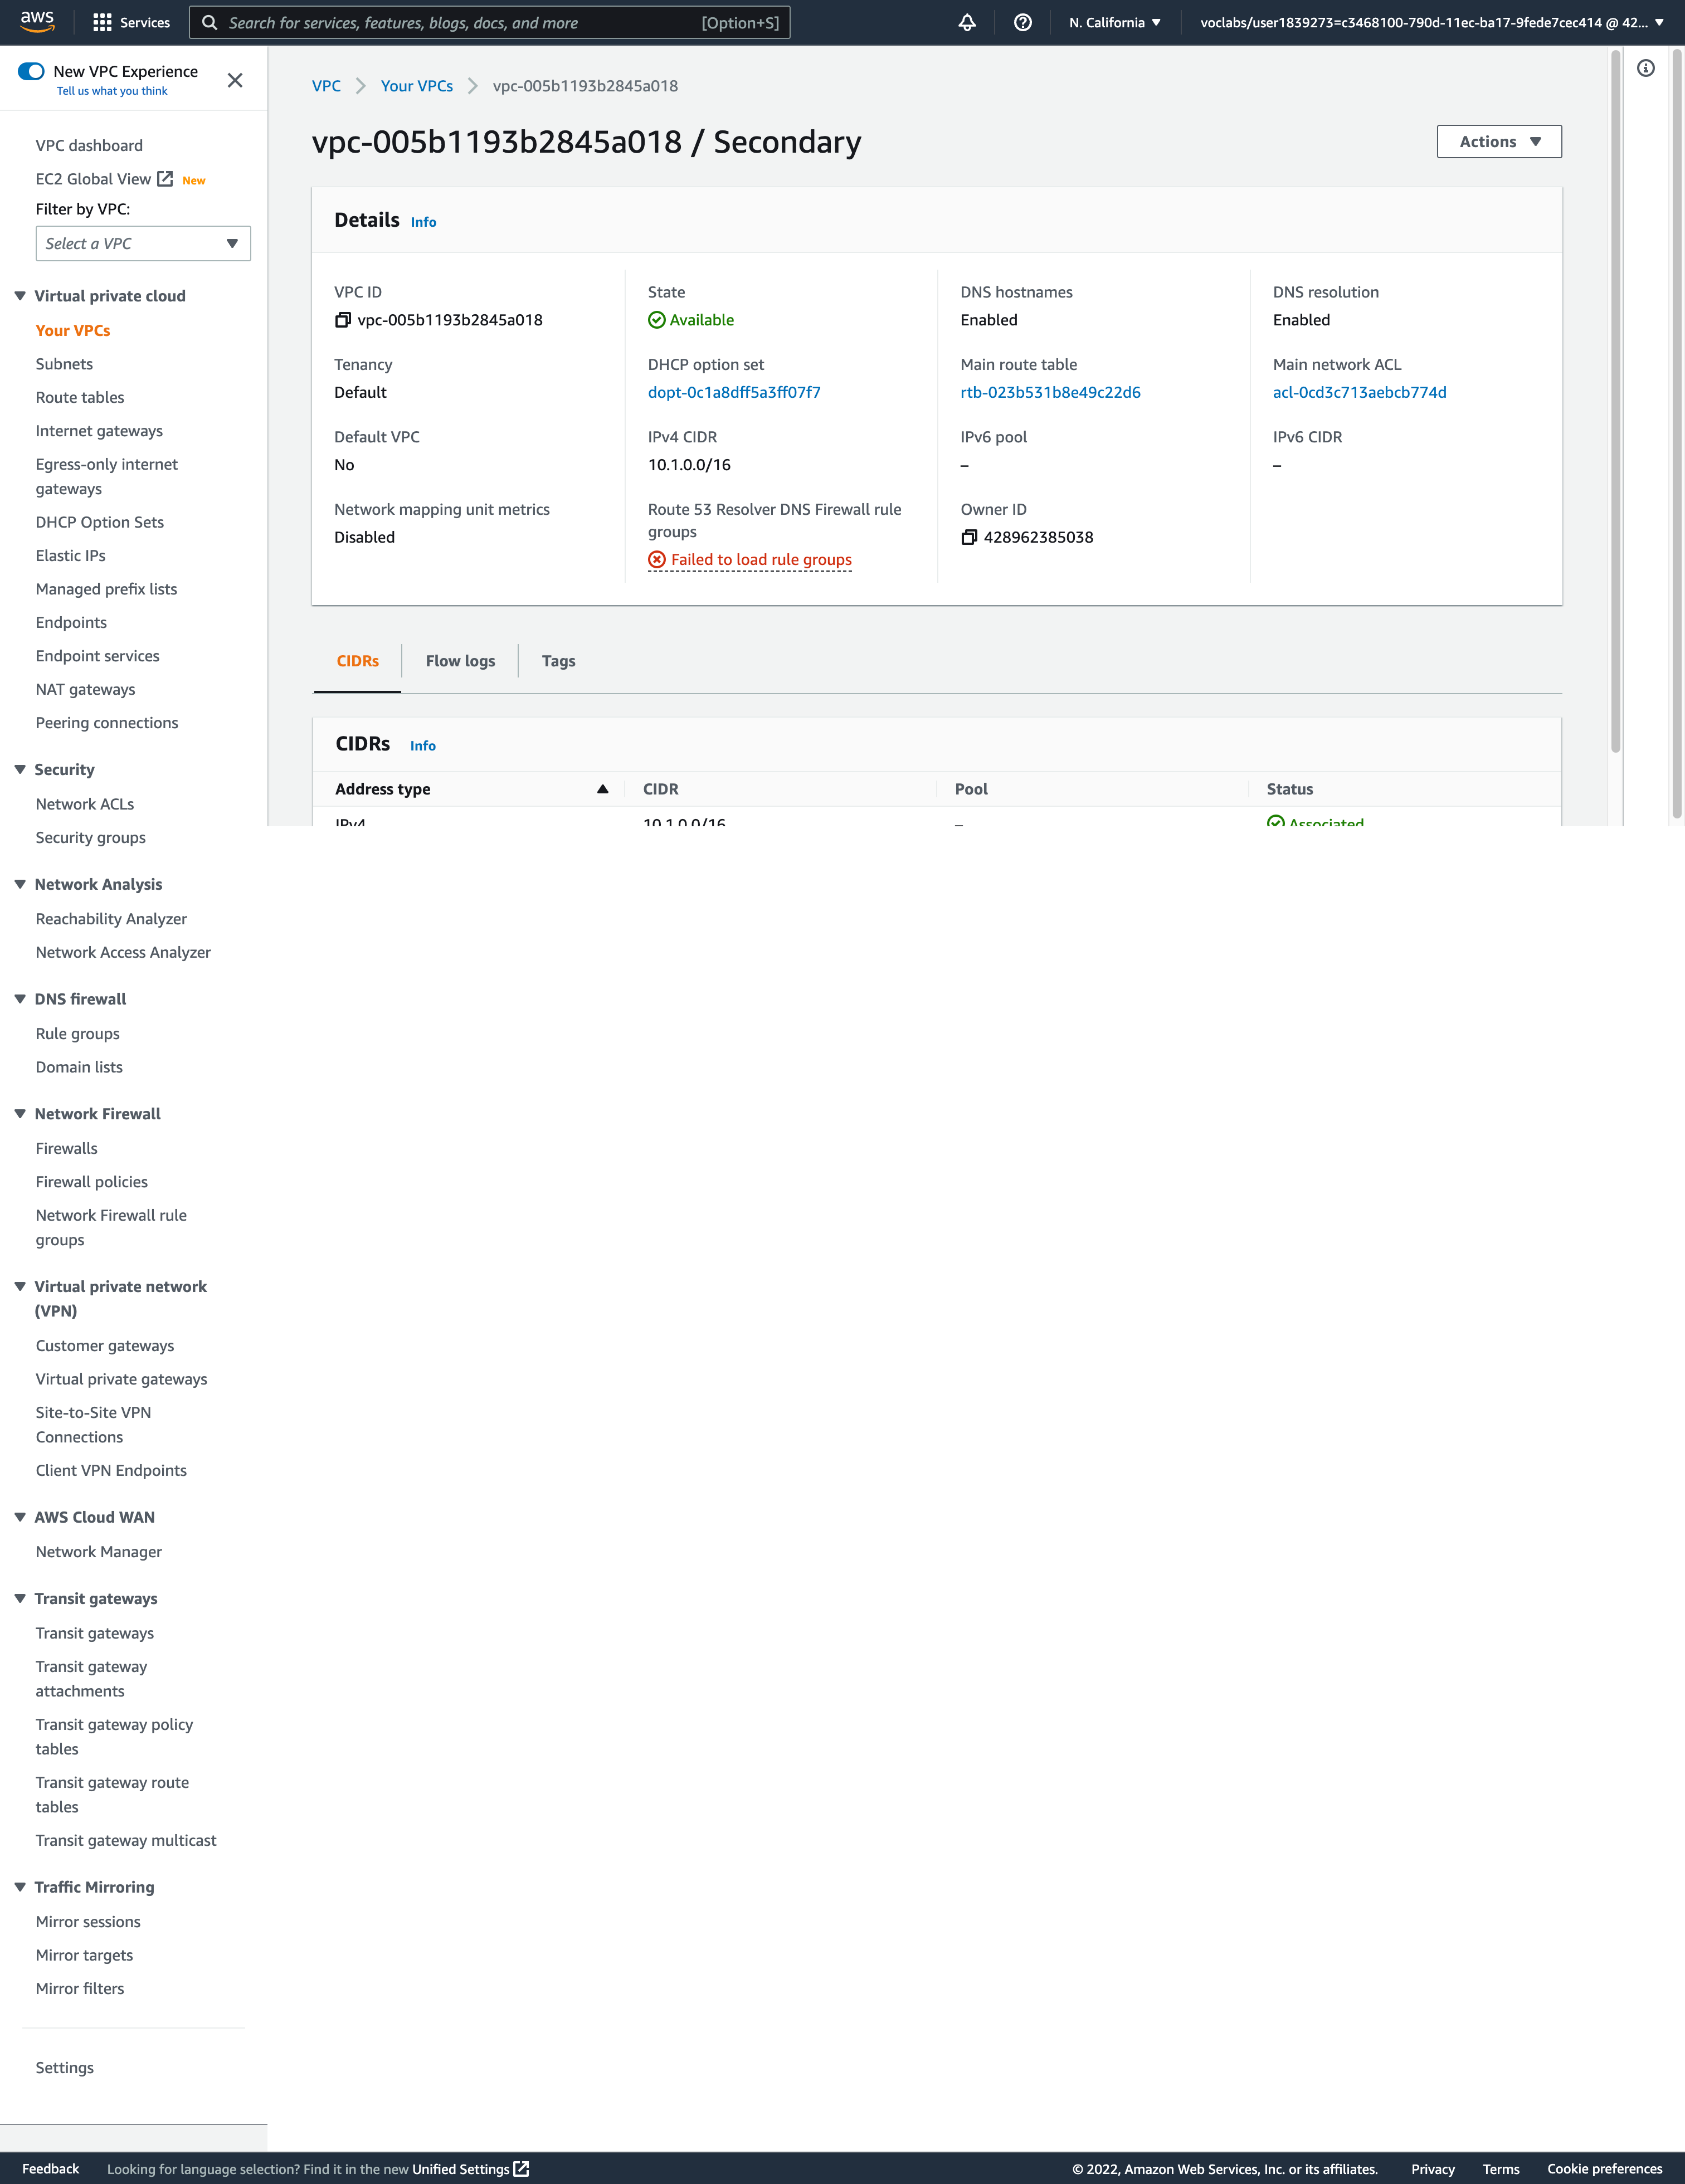 aws
Services
Search for services, features, blogs, docs, and more
[Option+S]
N. California
voclabs/user1839273=c3468100-790d-11ec-ba17-9fede7cec414 @ 42...
New VPC Experience
Tell us what you think
VPC dashboard
EC2 Global View New
Filter by VPC:
Select a VPC
Virtual private cloud
Your VPCs
Subnets
Route tables
Internet gateways
Egress-only internet
gateways
DHCP Option Sets
Elastic IPs
Managed prefix lists
Endpoints
Endpoint services
NAT gateways
Peering connections
Security
Network ACLs
Security groups
Network Analysis
Reachability Analyzer
Network Access Analyzer
DNS firewall
Rule groups
Domain lists
Network Firewall
Firewalls
Firewall policies
Network Firewall rule
groups
Virtual private network
(VPN)
Customer gateways
Virtual private gateways
Site-to-Site VPN
Connections
Client VPN Endpoints
AWS Cloud WAN
Network Manager
Transit gateways
Transit gateways
Transit gateway
attachments
Transit gateway policy
tables
Transit gateway route
tables
Transit gateway multicast
Traffic Mirroring
Mirror sessions
Mirror targets
Mirror filters
Settings
VPC
Your VPCs
vpc-005b1193b2845a018
vpc-005b1193b2845a018 / Secondary
Actions
Details Info
VPC ID
vpc-005b1193b2845a018
State
Available
DNS hostnames
Enabled
DNS resolution
Enabled
Tenancy
Default
DHCP option set
dopt-0c1a8dff5a3ff07f7
Main route table
rtb-023b531b8e49c22d6
Main network ACL
acl-0cd3c713aebcb774d
Default VPC
No
IPv4 CIDR
10.1.0.0/16
IPv6 pool
–
IPv6 CIDR
–
Network mapping unit metrics
Disabled
Route 53 Resolver DNS Firewall rule
groups
Failed to load rule groups
Owner ID
428962385038
CIDRs
Flow logs
Tags
CIDRs Info
Address type
CIDR
Pool
Status
IPv4
10.1.0.0/16
–
Associated
Feedback
Looking for language selection? Find it in the new Unified Settings
© 2022, Amazon Web Services, Inc. or its affiliates.
Privacy
Terms
Cookie preferences